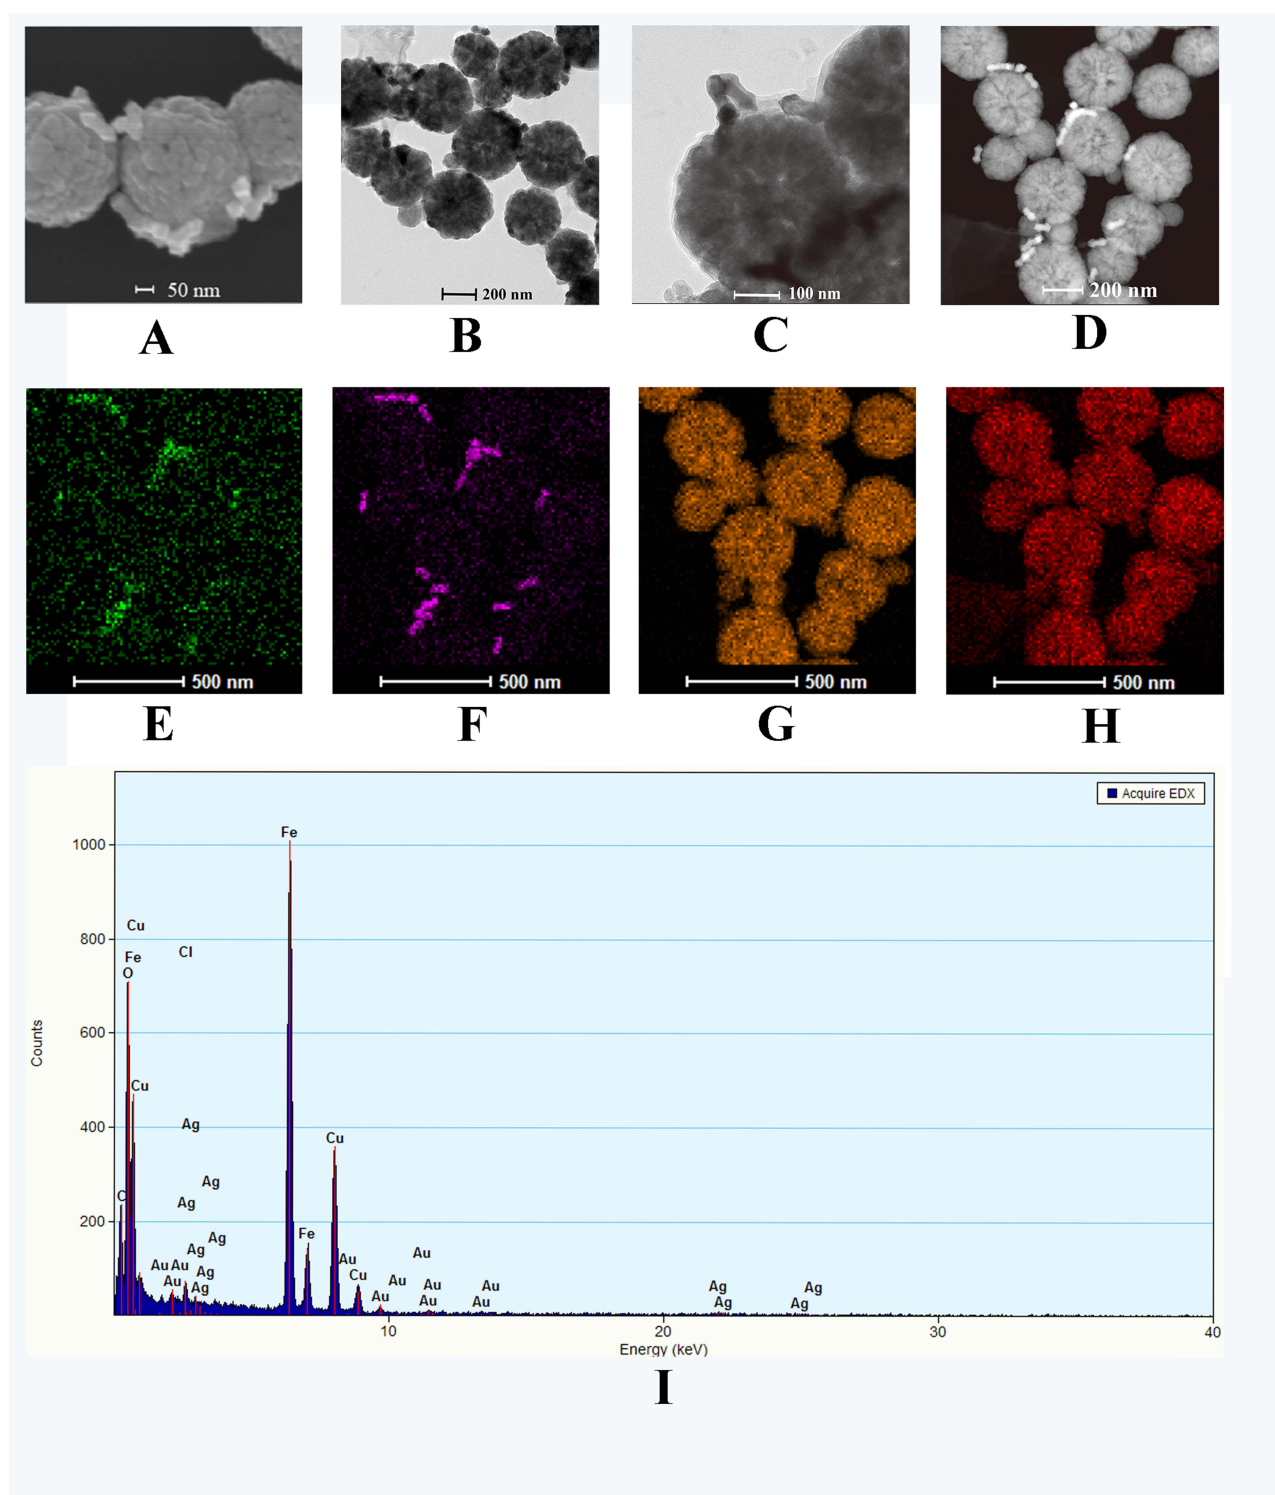 50 nm
200 nm
100 nm
200 nm
A
B
C
D
500 nm
500 nm
500 nm
500 nm
E
F
G
H
Acquire EDX
1000
800
600
400
200
Counts
Cu
Fe
O
Cl
Cu
C
Ag
Ag
Ag
Ag
Ag
Ag
Ag
Au
Au
Au
Fe
Fe
Cu
Au
Cu
Au
Au
Au
Au
Au
Au
Au
Ag
Ag
Ag
Ag
10
20
30
40
Energy (keV)
I